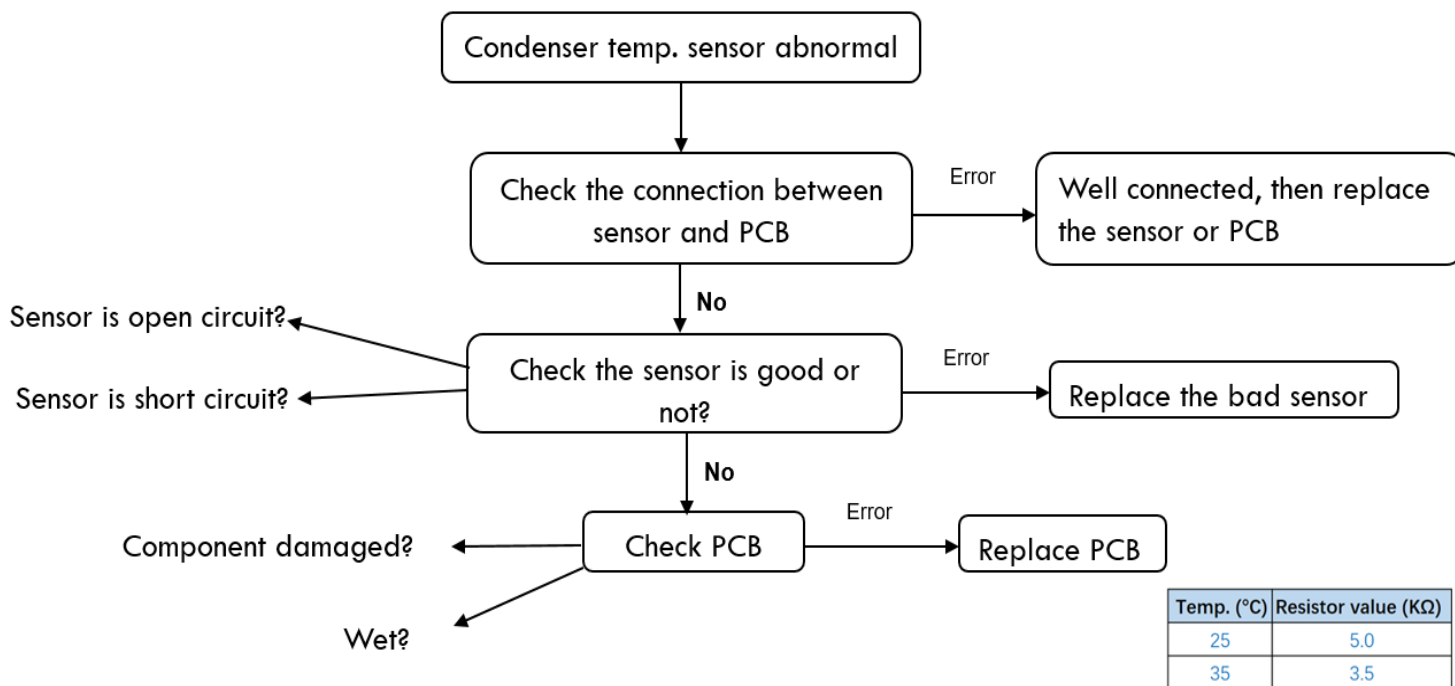 Condenser temp. sensor abnormal
Check the connection between
sensor and PCB
Error
Well connected, then replace
the sensor or PCB
No
Sensor is open circuit?
Sensor is short circuit?
Check the sensor is good or
not?
Error
Replace the bad sensor
No
Component damaged?
Wet?
Check PCB
Error
Replace PCB
Temp. (°C) Resistor value (KΩ)
25 5.0
35 3.5